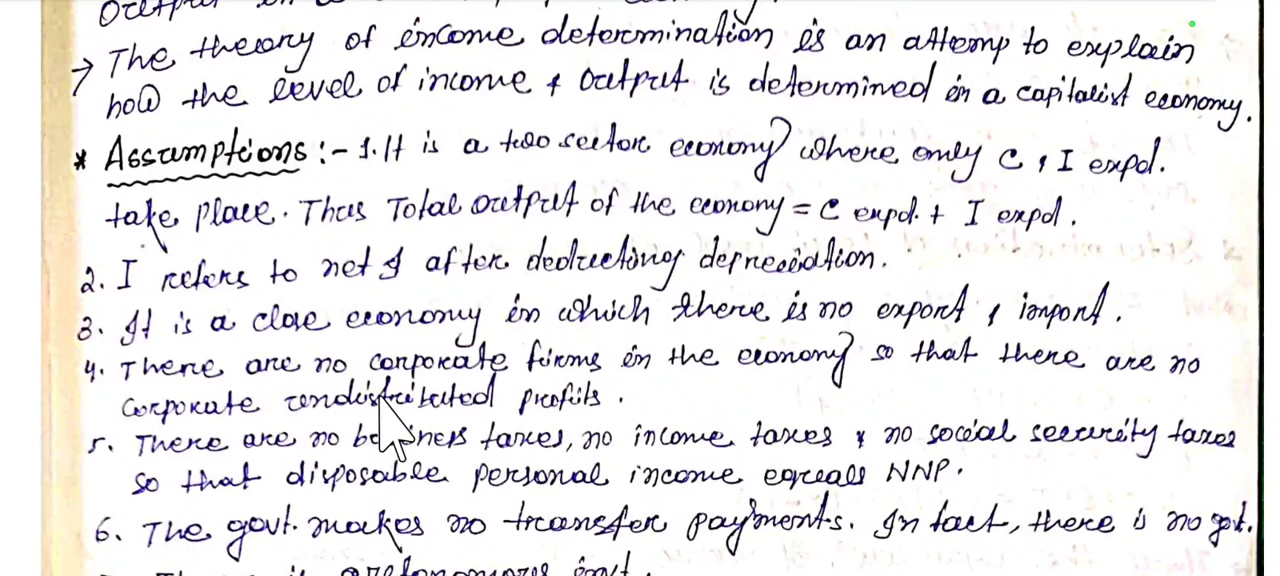 → The theory of income determination is an attemp to explain
how the level of income & output is determined in a capitalist economy.
* Assumptions :- 1. It is a two sector economy where only C & I expd.
take place. Thus Total output of the economy = C expd. + I expd.
2. I refers to net I after deducting depreciation.
3. It is a close economy in which there is no export & import.
4. There are no corporate firms in the economy so that there are no
corporate undistributed profits.
5. There are no business taxes, no income taxes & no social security taxes
so that disposable personal income equals NNP.
6. The govt. makes no transfer payments. In fact, there is no govt.